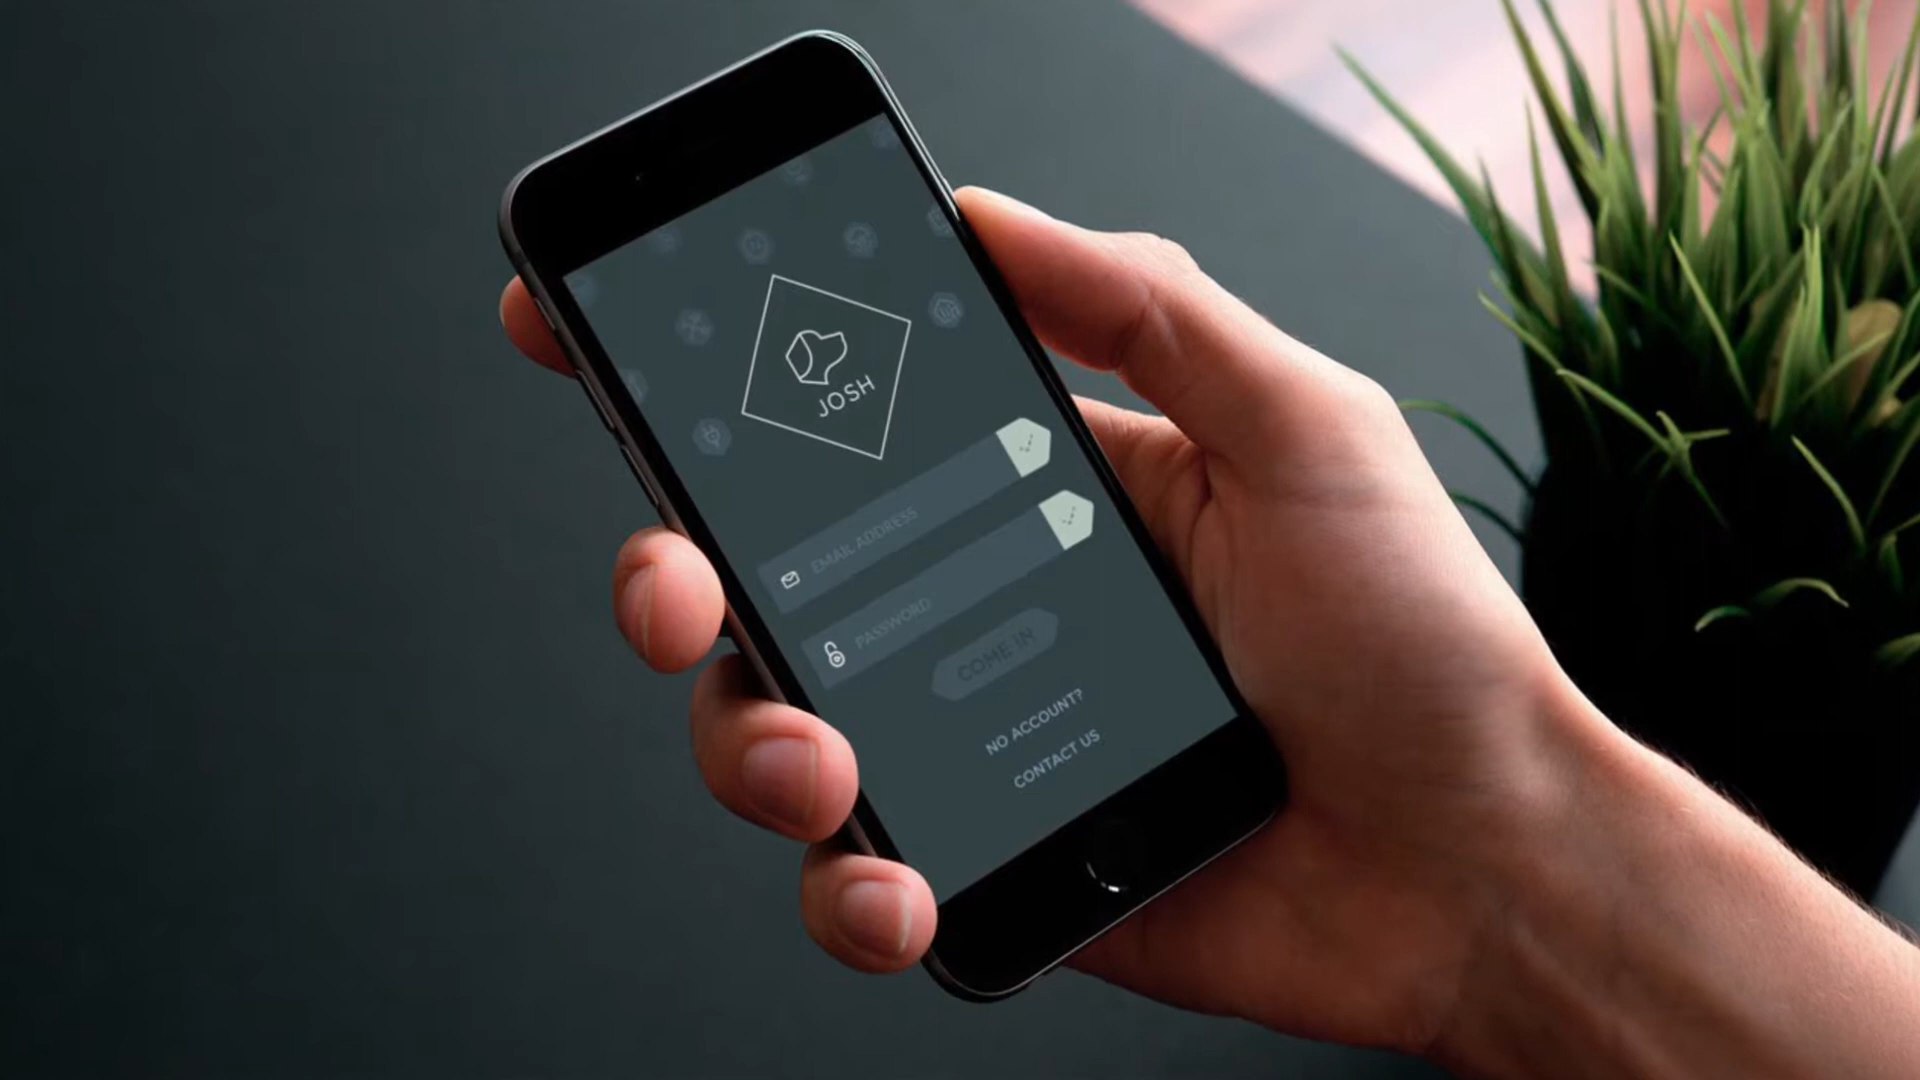 JOSH
EMAIL ADDRESS
PASSWORD
COME IN
NO ACCOUNT?
CONTACT US